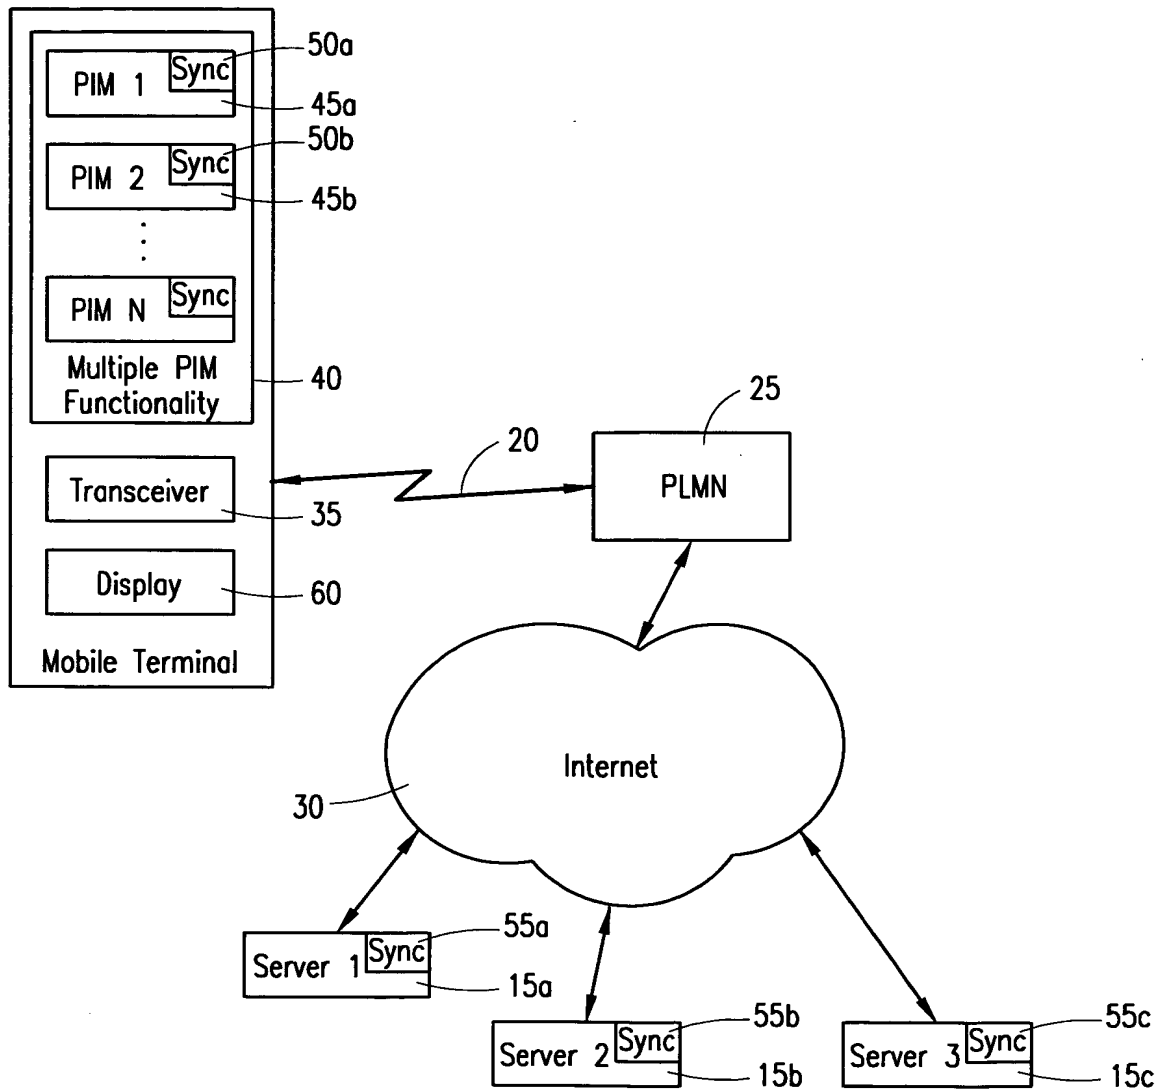 PIM 1
Sync
50a
45a
PIM 2
Sync
50b
45b
PIM N
Sync
Multiple PIM
Functionality
40
Transceiver
35
Display
60
Mobile Terminal
20
25
PLMN
Internet
30
Server 1
Sync
55a
15a
Server 2
Sync
55b
15b
Server 3
Sync
55c
15c